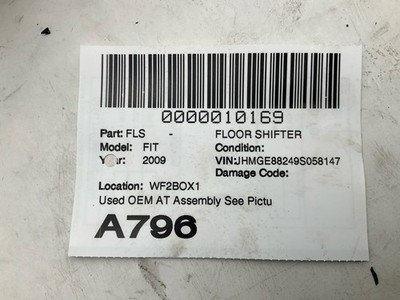 0000010169
Part: FLS - FLOOR SHIFTER
Model: FIT Condition:
Year: 2009 VIN:JHMGE88249S058147
Damage Code:
Location: WF2BOX1
Used OEM AT Assembly See Pictu
A796